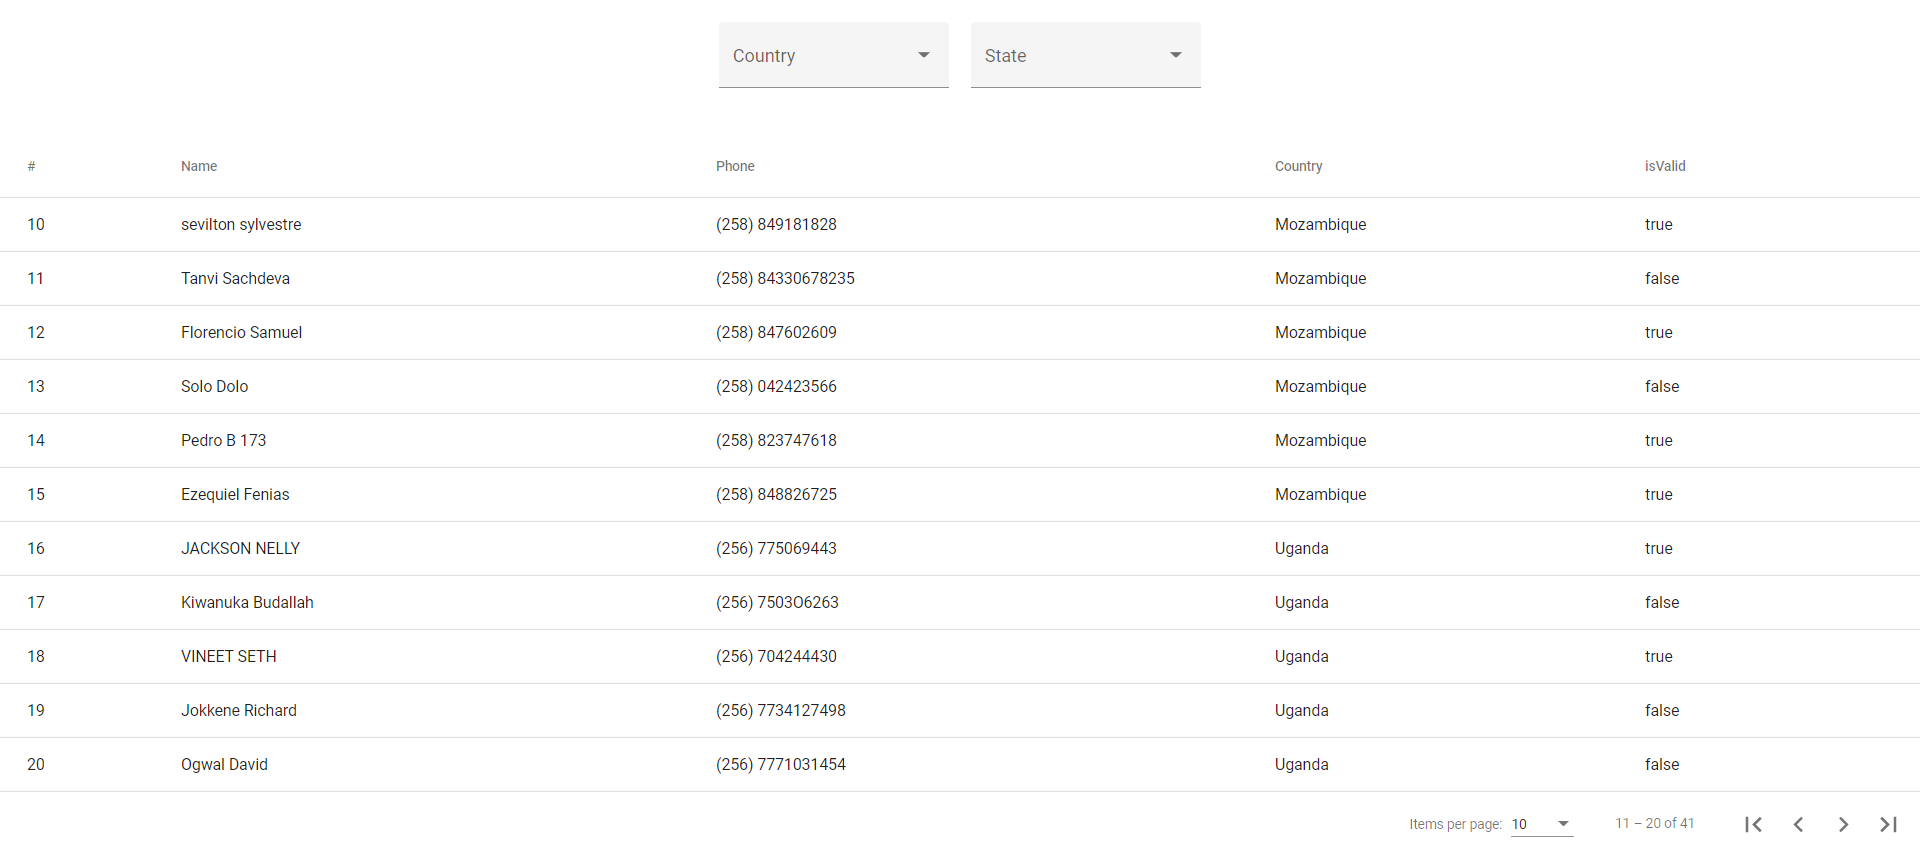 Country State
# Name Phone Country isValid
10 sevilton sylvestre (258) 849181828 Mozambique true
11 Tanvi Sachdeva (258) 84330678235 Mozambique false
12 Florencio Samuel (258) 847602609 Mozambique true
13 Solo Dolo (258) 042423566 Mozambique false
14 Pedro B 173 (258) 823747618 Mozambique true
15 Ezequiel Fenias (258) 848826725 Mozambique true
16 JACKSON NELLY (256) 775069443 Uganda true
17 Kiwanuka Budallah (256) 7503O6263 Uganda false
18 VINEET SETH (256) 704244430 Uganda true
19 Jokkene Richard (256) 7734127498 Uganda false
20 Ogwal David (256) 7771031454 Uganda false
Items per page: 10 11 – 20 of 41